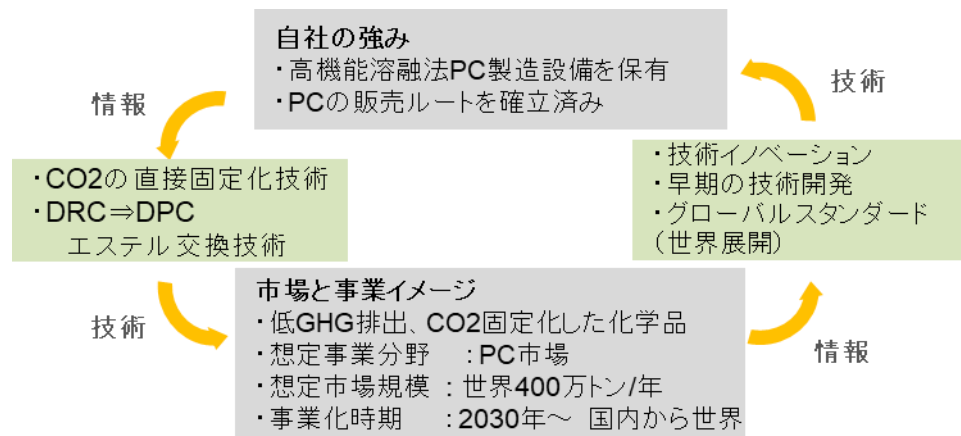 自社の強み
・高機能溶融法PC製造設備を保有
・PCの販売ルートを確立済み
情報
技術
・CO2の直接固定化技術
・DRC⇒DPC
エステル交換技術
・技術イノベーション
・早期の技術開発
・グローバルスタンダード
(世界展開)
技術
情報
市場と事業イメージ
・低GHG排出、CO2固定化した化学品
・想定事業分野 :PC市場
・想定市場規模 : 世界400万トン/年
・事業化時期 :2030年~ 国内から世界